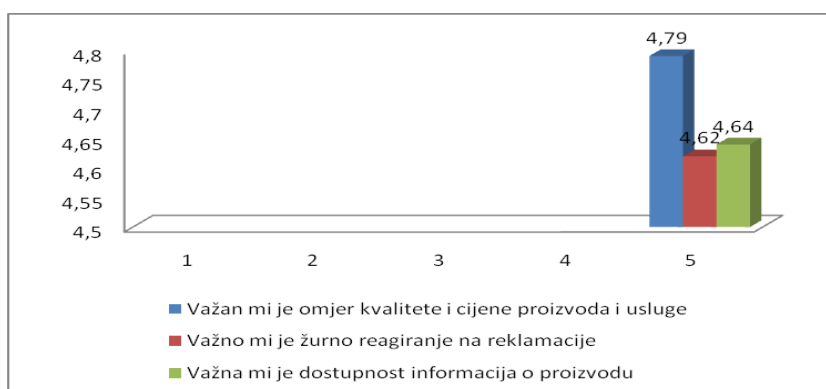 4,79
4,8
4,75
4,7
4,65
4,6
4,55
4,5
4,62
4,64
1 2 3 4 5
Važan mi je omjer kvalitete i cijene proizvoda i usluge
Važno mi je žurno reagiranje na reklamacije
Važna mi je dostupnost informacija o proizvodu